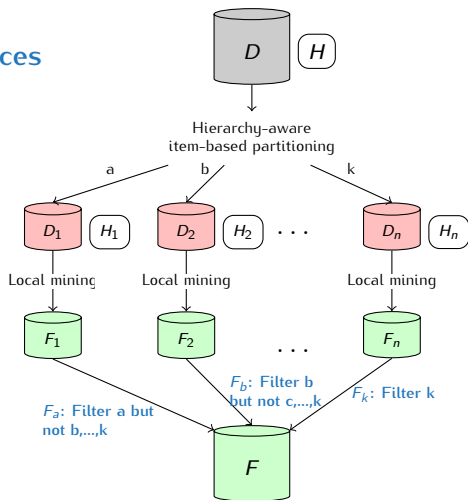 ces
D H
Hierarchy-aware
item-based partitioning
a b k
D1 H1 D2 H2 . . . Dn Hn
Local mining Local mining Local mining
F1 F2 . . . Fn
Fa: Filter a but
not b,...,k
Fb: Filter b
but not c,...,k
Fk: Filter k
F